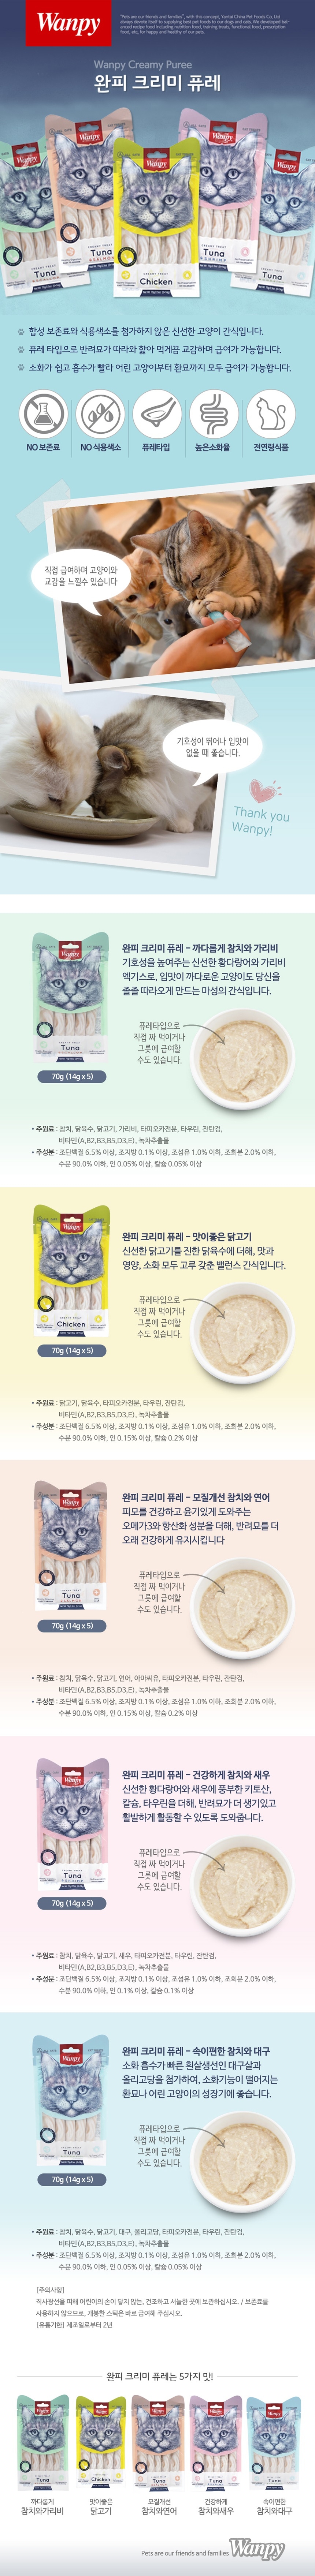 Wanpy
"Pets are our friends and families", with this concept, Yantai China Pet Foods Co. Ltd
always devote itself to supplying best pet foods to our dogs and cats. We developed bal-
anced recipe food including nutrition food, training treats, functional food, prescription
food, etc, for happy and healthy of our pets.
Wanpy Creamy Puree
완피 크리미 퓨레
Wanpy
Wanpy
Wanpy
Wanpy
Wanpy
Tuna
Tuna
Chicken
Tuna
Tuna
합성 보존료와 식용색소를 첨가하지 않은 신선한 고양이 간식입니다.
퓨레 타입으로 반려묘가 따라와 핥아 먹게끔 교감하며 급여가 가능합니다.
소화가 쉽고 흡수가 빨라 어린 고양이부터 환묘까지 모두 급여가 가능합니다.
NO 보존료 NO 식용색소 퓨레타입 높은소화율 전연령식품
직접 급여하며 고양이와
교감을 느낄수 있습니다
기호성이 뛰어나 입맛이
없을 때 좋습니다.
Thank you
Wanpy!
완피 크리미 퓨레 - 까다롭게 참치와 가리비
기호성을 높여주는 신선한 황다랑어와 가리비
엑기스로, 입맛이 까다로운 고양이도 당신을
졸졸 따라오게 만드는 마성의 간식입니다.
Wanpy
Tuna
70g (14g x 5)
퓨레타입으로
직접 짜 먹이거나
그릇에 급여할
수도 있습니다.
• 주원료 : 참치, 닭육수, 닭고기, 가리비, 타피오카전분, 타우린, 잔탄검,
비타민(A,B2,B3,B5,D3,E), 녹차추출물
• 주성분 : 조단백질 6.5% 이상, 조지방 0.1% 이상, 조섬유 1.0% 이하, 조회분 2.0% 이하,
수분 90.0% 이하, 인 0.05% 이상, 칼슘 0.05% 이상
완피 크리미 퓨레 - 맛이좋은 닭고기
신선한 닭고기를 진한 닭육수에 더해, 맛과
영양, 소화 모두 고루 갖춘 밸런스 간식입니다.
Wanpy
Chicken
70g (14g x 5)
퓨레타입으로
직접 짜 먹이거나
그릇에 급여할
수도 있습니다.
• 주원료 : 닭고기, 닭육수, 타피오카전분, 타우린, 잔탄검,
비타민(A,B2,B3,B5,D3,E), 녹차추출물
• 주성분 : 조단백질 6.5% 이상, 조지방 0.1% 이상, 조섬유 1.0% 이하, 조회분 2.0% 이하,
수분 90.0% 이하, 인 0.15% 이상, 칼슘 0.2% 이상
완피 크리미 퓨레 - 모질개선 참치와 연어
피모를 건강하고 윤기있게 도와주는
오메가3와 항산화 성분을 더해, 반려묘를 더
오래 건강하게 유지시킵니다
Wanpy
Tuna
&SALMON
70g (14g x 5)
퓨레타입으로
직접 짜 먹이거나
그릇에 급여할
수도 있습니다.
• 주원료 : 참치, 닭육수, 닭고기, 연어, 아마씨유, 타피오카전분, 타우린, 잔탄검,
비타민(A,B2,B3,B5,D3,E), 녹차추출물
• 주성분 : 조단백질 6.5% 이상, 조지방 0.1% 이상, 조섬유 1.0% 이하, 조회분 2.0% 이하,
수분 90.0% 이하, 인 0.15% 이상, 칼슘 0.2% 이상
완피 크리미 퓨레 - 건강하게 참치와 새우
신선한 황다랑어와 새우에 풍부한 키토산,
칼슘, 타우린을 더해, 반려묘가 더 생기있고
활발하게 활동할 수 있도록 도와줍니다.
Wanpy
Tuna
&SHRIMP
70g (14g x 5)
퓨레타입으로
직접 짜 먹이거나
그릇에 급여할
수도 있습니다.
• 주원료 : 참치, 닭육수, 닭고기, 새우, 타피오카전분, 타우린, 잔탄검,
비타민(A,B2,B3,B5,D3,E), 녹차추출물
• 주성분 : 조단백질 6.5% 이상, 조지방 0.1% 이상, 조섬유 1.0% 이하, 조회분 2.0% 이하,
수분 90.0% 이하, 인 0.1% 이상, 칼슘 0.1% 이상
완피 크리미 퓨레 - 속이편한 참치와 대구
소화 흡수가 빠른 흰살생선인 대구살과
올리고당을 첨가하여, 소화기능이 떨어지는
환묘나 어린 고양이의 성장기에 좋습니다.
Wanpy
Tuna
70g (14g x 5)
퓨레타입으로
직접 짜 먹이거나
그릇에 급여할
수도 있습니다.
• 주원료 : 참치, 닭육수, 닭고기, 대구, 올리고당, 타피오카전분, 타우린, 잔탄검,
비타민(A,B2,B3,B5,D3,E), 녹차추출물
• 주성분 : 조단백질 6.5% 이상, 조지방 0.1% 이상, 조섬유 1.0% 이하, 조회분 2.0% 이하,
수분 90.0% 이하, 인 0.05% 이상, 칼슘 0.05% 이상
[주의사항]
직사광선을 피해 어린이의 손이 닿지 않는, 건조하고 서늘한 곳에 보관하십시오. / 보존료를
사용하지 않으므로, 개봉한 스틱은 바로 급여해 주십시오.
[유통기한] 제조일로부터 2년
완피 크리미 퓨레는 5가지 맛!
Wanpy Wanpy Wanpy Wanpy Wanpy
Tuna Chicken Tuna Tuna Tuna
까다롭게 맛이좋은 모질개선 건강하게 속이편한
참치와가리비 닭고기 참치와연어 참치와새우 참치와대구
Pets are our friends and families Wanpy